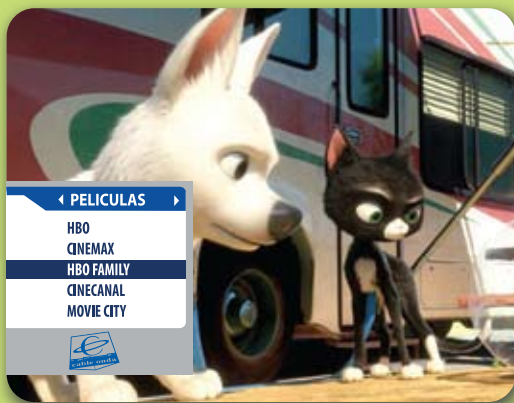 PELICULAS
HBO
CINEMAX
HBO FAMILY
CINECANAL
MOVIE CITY
cable onda